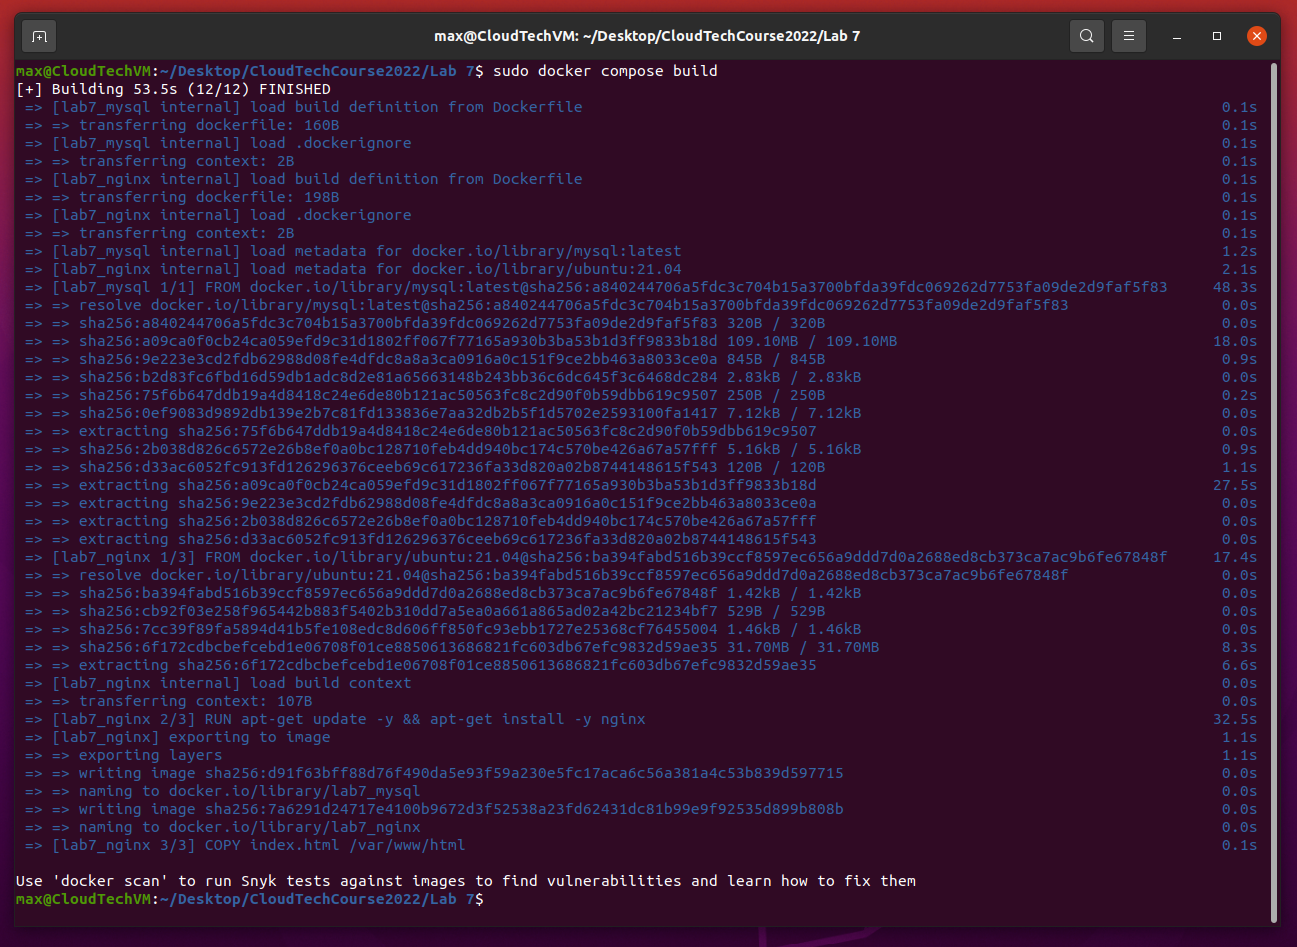 max@CloudTechVM: ~/Desktop/CloudTechCourse2022/Lab 7
max@CloudTechVM:~/Desktop/CloudTechCourse2022/Lab 7$ sudo docker compose build
[+] Building 53.5s (12/12) FINISHED
=> [lab7_mysql internal] load build definition from Dockerfile 0.1s
=> => transferring dockerfile: 160B 0.1s
=> [lab7_mysql internal] load .dockerignore 0.1s
=> => transferring context: 2B 0.1s
=> [lab7_nginx internal] load build definition from Dockerfile 0.1s
=> => transferring dockerfile: 198B 0.1s
=> [lab7_nginx internal] load .dockerignore 0.1s
=> => transferring context: 2B 0.1s
=> [lab7_mysql internal] load metadata for docker.io/library/mysql:latest 1.2s
=> [lab7_nginx internal] load metadata for docker.io/library/ubuntu:21.04 2.1s
=> [lab7_mysql 1/1] FROM docker.io/library/mysql:latest@sha256:a840244706a5fdc3c704b15a3700bfda39fdc069262d7753fa09de2d9faf5f83 48.3s
=> => resolve docker.io/library/mysql:latest@sha256:a840244706a5fdc3c704b15a3700bfda39fdc069262d7753fa09de2d9faf5f83 0.0s
=> => sha256:a840244706a5fdc3c704b15a3700bfda39fdc069262d7753fa09de2d9faf5f83 320B / 320B 0.0s
=> => sha256:a09ca0f0cb24ca059efd9c31d1802ff067f77165a930b3ba53b1d3ff9833b18d 109.10MB / 109.10MB 18.0s
=> => sha256:9e223e3cd2fdb62988d08fe4dfdc8a8a3ca0916a0c151f9ce2bb463a8033ce0a 845B / 845B 0.9s
=> => sha256:b2d83fc6fbd16d59db1adc8d2e81a65663148b243bb36c6dc645f3c6468dc284 2.83kB / 2.83kB 0.0s
=> => sha256:75f6b647ddb19a4d8418c24e6de80b121ac50563fc8c2d90f0b59dbb619c9507 250B / 250B 0.2s
=> => sha256:0ef9083d9892db139e2b7c81fd133836e7aa32db2b5f1d5702e2593100fa1417 7.12kB / 7.12kB 0.0s
=> => extracting sha256:75f6b647ddb19a4d8418c24e6de80b121ac50563fc8c2d90f0b59dbb619c9507 0.0s
=> => sha256:2b038d826c6572e26b8ef0a0bc128710feb4dd940bc174c570be426a67a57fff 5.16kB / 5.16kB 0.9s
=> => sha256:d33ac6052fc913fd126296376ceeb69c617236fa33d820a02b8744148615f543 120B / 120B 1.1s
=> => extracting sha256:a09ca0f0cb24ca059efd9c31d1802ff067f77165a930b3ba53b1d3ff9833b18d 27.5s
=> => extracting sha256:9e223e3cd2fdb62988d08fe4dfdc8a8a3ca0916a0c151f9ce2bb463a8033ce0a 0.0s
=> => extracting sha256:2b038d826c6572e26b8ef0a0bc128710feb4dd940bc174c570be426a67a57fff 0.0s
=> => extracting sha256:d33ac6052fc913fd126296376ceeb69c617236fa33d820a02b8744148615f543 0.0s
=> [lab7_nginx 1/3] FROM docker.io/library/ubuntu:21.04@sha256:ba394fabd516b39ccf8597ec656a9ddd7d0a2688ed8cb373ca7ac9b6fe67848f 17.4s
=> => resolve docker.io/library/ubuntu:21.04@sha256:ba394fabd516b39ccf8597ec656a9ddd7d0a2688ed8cb373ca7ac9b6fe67848f 0.0s
=> => sha256:ba394fabd516b39ccf8597ec656a9ddd7d0a2688ed8cb373ca7ac9b6fe67848f 1.42kB / 1.42kB 0.0s
=> => sha256:cb92f03e258f965442b883f5402b310dd7a5ea0a661a865ad02a42bc21234bf7 529B / 529B 0.0s
=> => sha256:7cc39f89fa5894d41b5fe108edc8d606ff850fc93ebb1727e25368cf76455004 1.46kB / 1.46kB 0.0s
=> => sha256:6f172cdbcbefcebd1e06708f01ce8850613686821fc603db67efc9832d59ae35 31.70MB / 31.70MB 8.3s
=> => extracting sha256:6f172cdbcbefcebd1e06708f01ce8850613686821fc603db67efc9832d59ae35 6.6s
=> [lab7_nginx internal] load build context 0.0s
=> => transferring context: 107B 0.0s
=> [lab7_nginx 2/3] RUN apt-get update -y && apt-get install -y nginx 32.5s
=> [lab7_nginx] exporting to image 1.1s
=> => exporting layers 1.1s
=> => writing image sha256:d91f63bff88d76f490da5e93f59a230e5fc17aca6c56a381a4c53b839d597715 0.0s
=> => naming to docker.io/library/lab7_mysql 0.0s
=> => writing image sha256:7a6291d24717e4100b9672d3f52538a23fd62431dc81b99e9f92535d899b808b 0.0s
=> => naming to docker.io/library/lab7_nginx 0.0s
=> [lab7_nginx 3/3] COPY index.html /var/www/html 0.1s
Use 'docker scan' to run Snyk tests against images to find vulnerabilities and learn how to fix them
max@CloudTechVM:~/Desktop/CloudTechCourse2022/Lab 7$